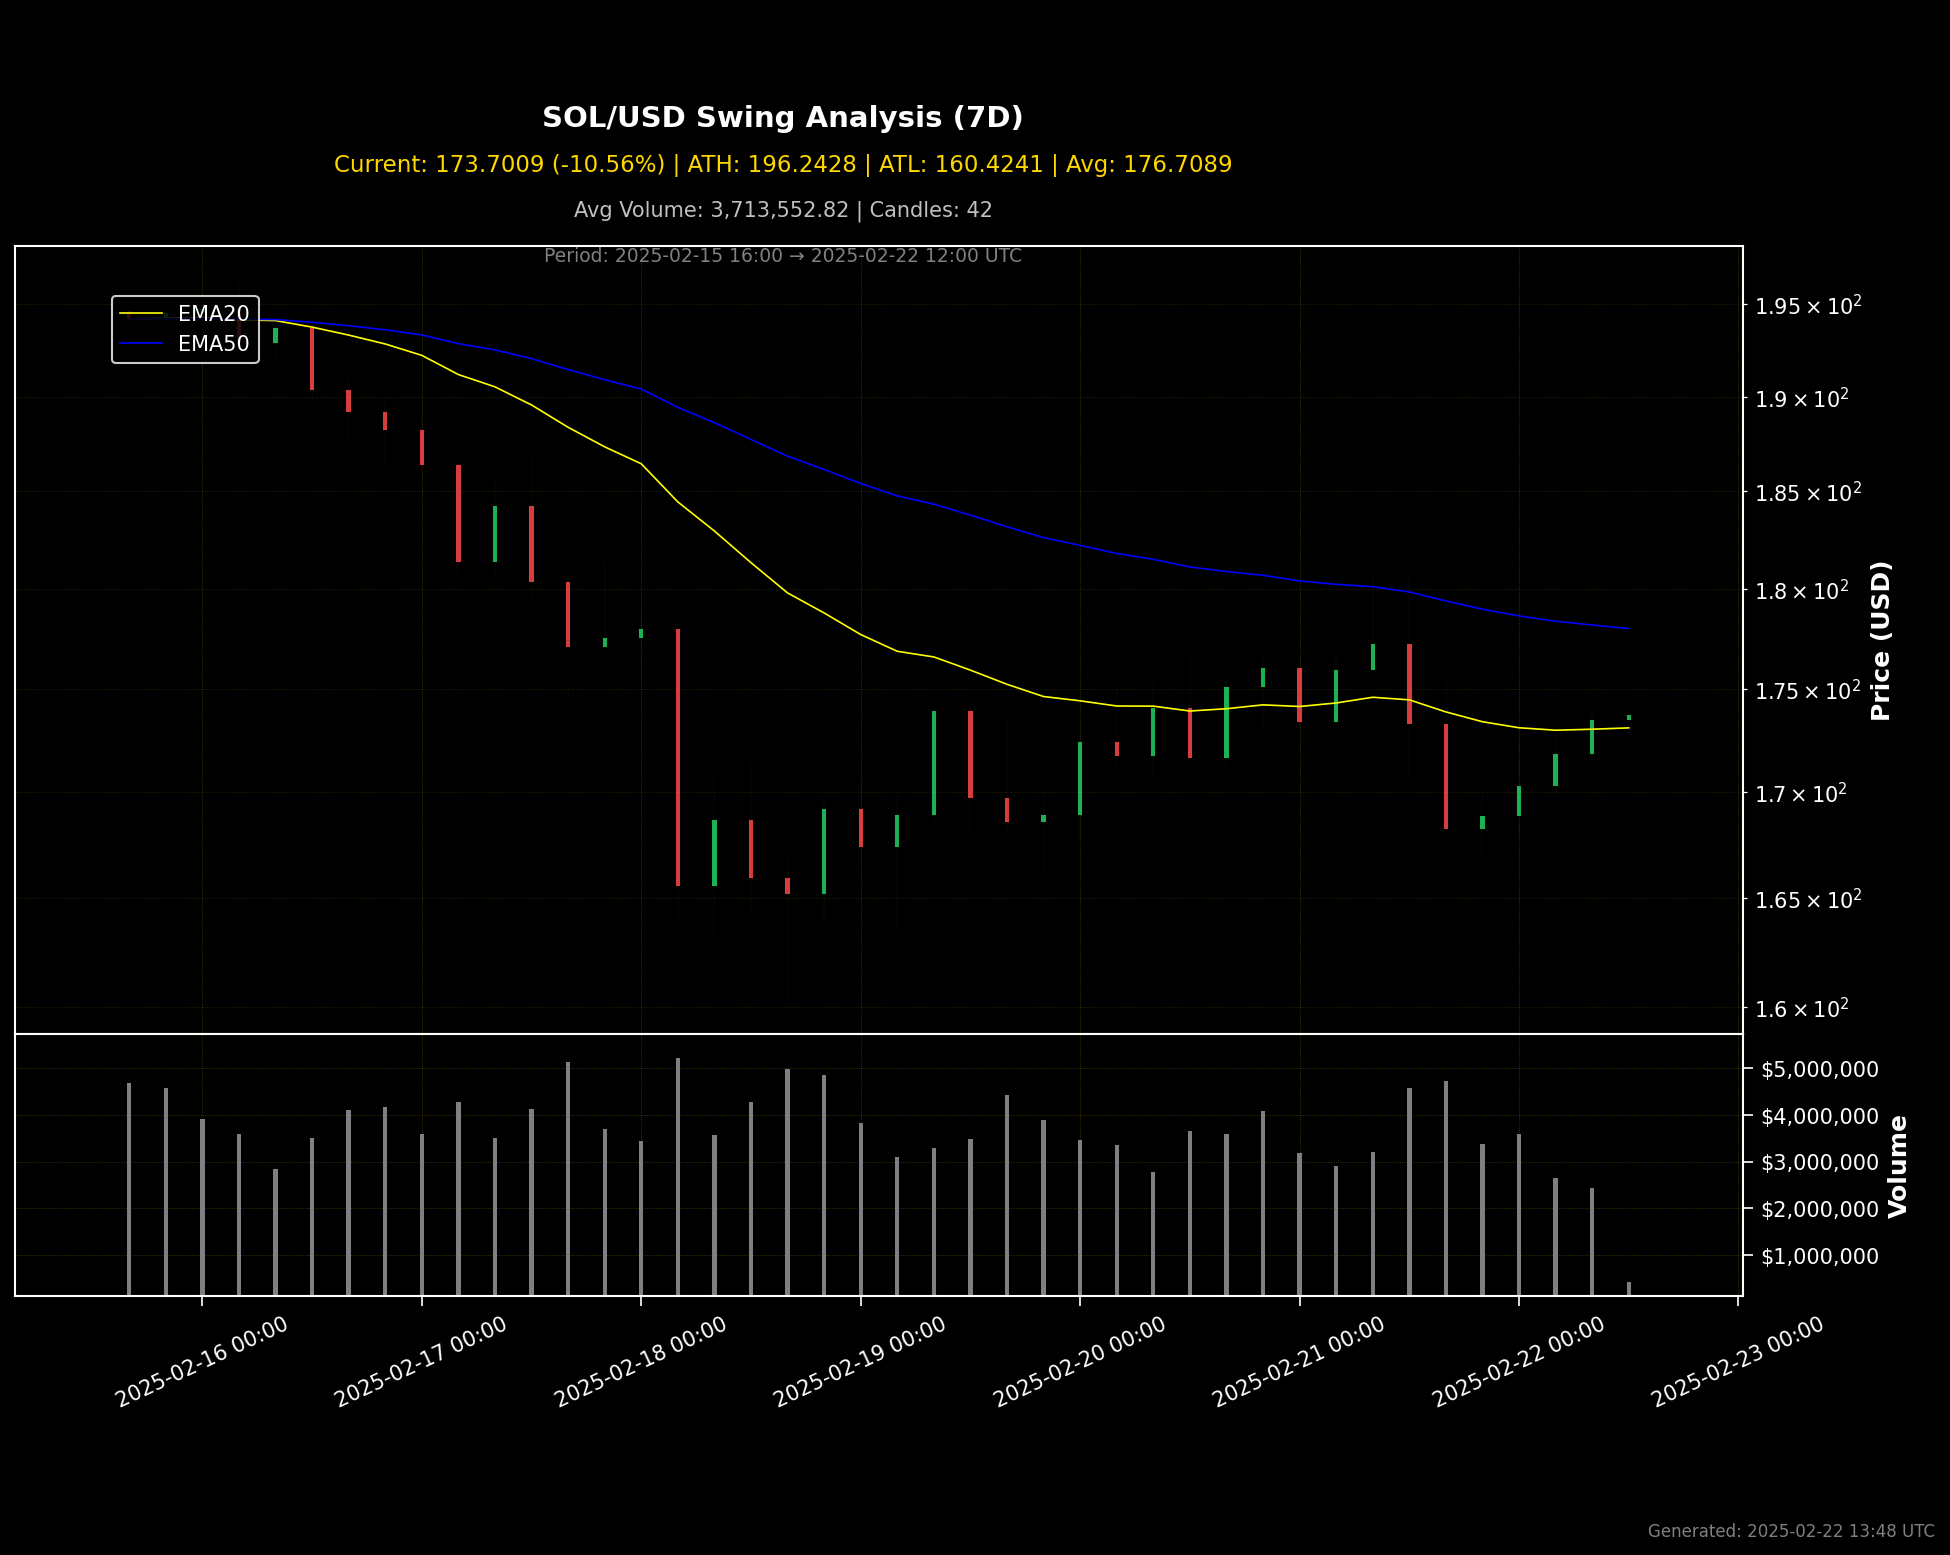 SOL/USD Swing Analysis (7D)
Current: 173.7009 (-10.56%) | ATH: 196.2428 | ATL: 160.4241 | Avg: 176.7089
Avg Volume: 3,713,552.82 | Candles: 42
Period: 2025-02-15 16:00 → 2025-02-22 12:00 UTC
EMA20
EMA50
1.95 × 10²
1.9 × 10²
1.85 × 10²
1.8 × 10²
1.75 × 10²
1.7 × 10²
1.65 × 10²
1.6 × 10²
Price (USD)
$5,000,000
$4,000,000
$3,000,000
$2,000,000
$1,000,000
Volume
2025-02-16 00:00
2025-02-17 00:00
2025-02-18 00:00
2025-02-19 00:00
2025-02-20 00:00
2025-02-21 00:00
2025-02-22 00:00
2025-02-23 00:00
Generated: 2025-02-22 13:48 UTC